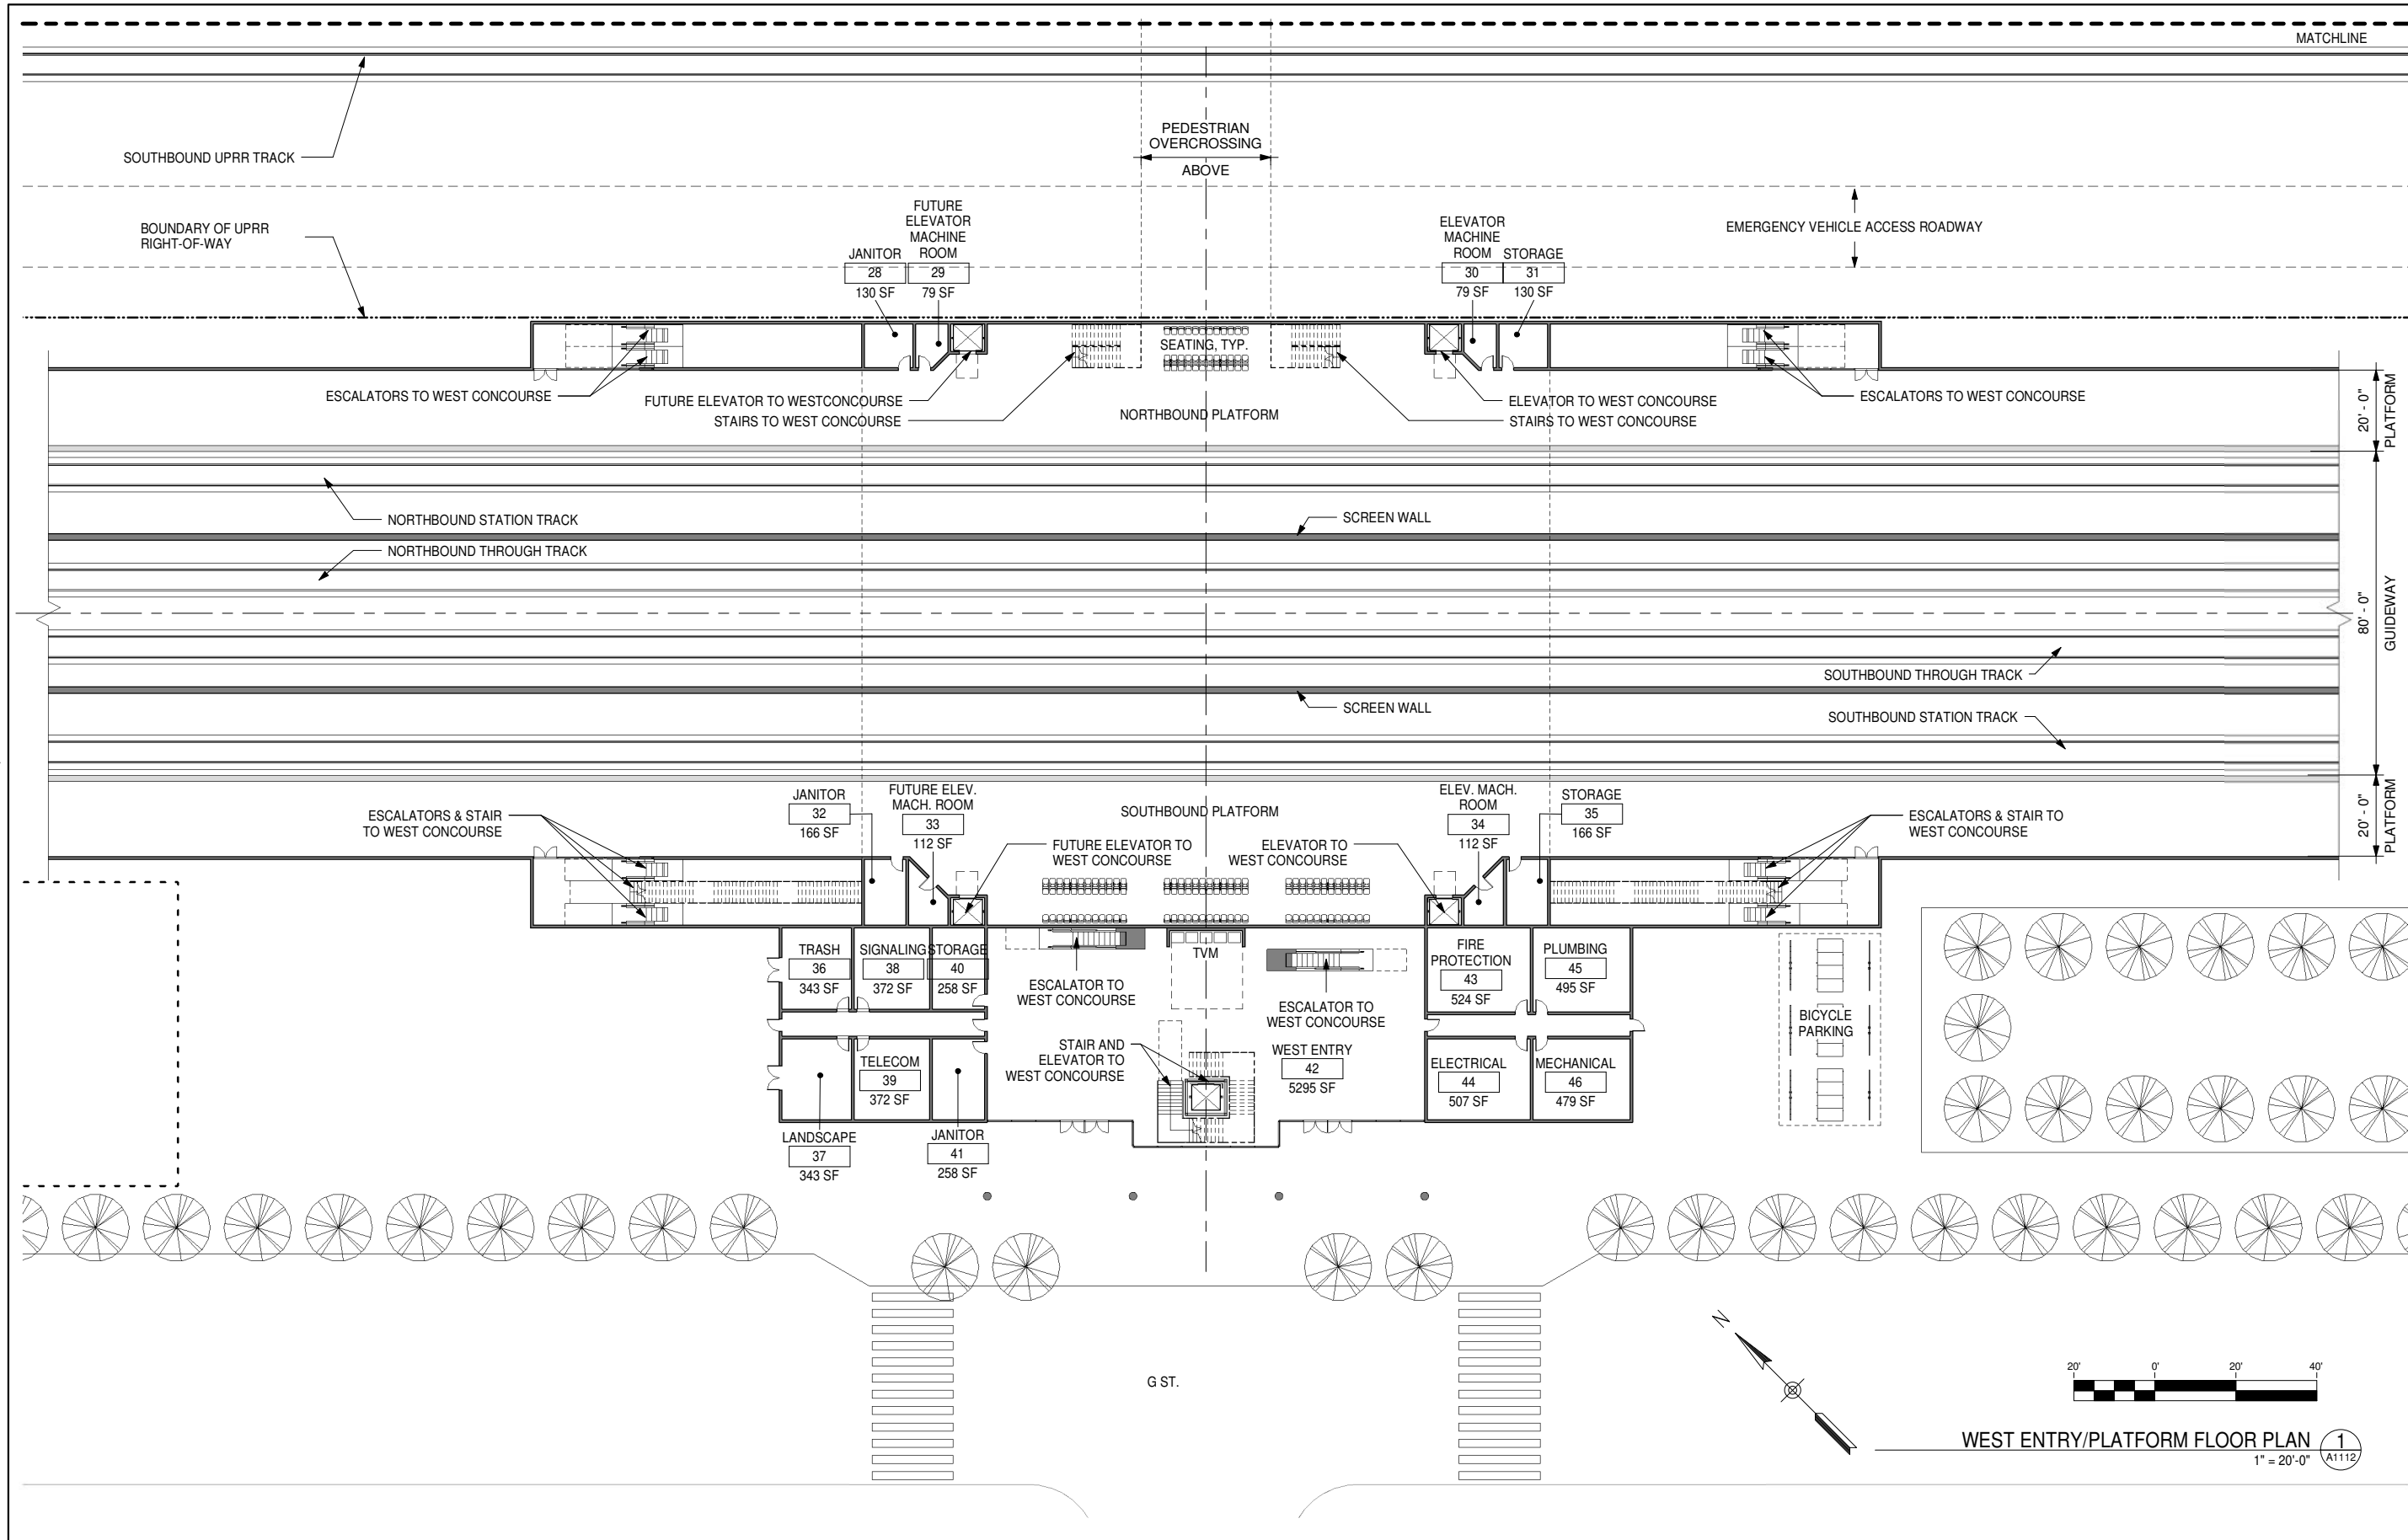 MATCHLINE
PEDESTRIAN
OVERCROSSING
ABOVE
SOUTHBOUND UPRR TRACK
BOUNDARY OF UPRR
RIGHT-OF-WAY
EMERGENCY VEHICLE ACCESS ROADWAY
JANITOR
28
130 SF
FUTURE
ELEVATOR
MACHINE
ROOM
29
79 SF
ELEVATOR
MACHINE
ROOM
30
79 SF
STORAGE
31
130 SF
SEATING, TYP.
ESCALATORS TO WEST CONCOURSE
FUTURE ELEVATOR TO WESTCONCOURSE
STAIRS TO WEST CONCOURSE
NORTHBOUND PLATFORM
ELEVATOR TO WEST CONCOURSE
STAIRS TO WEST CONCOURSE
ESCALATORS TO WEST CONCOURSE
20' - 0"
PLATFORM
NORTHBOUND STATION TRACK
SCREEN WALL
NORTHBOUND THROUGH TRACK
80' - 0"
GUIDEWAY
SOUTHBOUND THROUGH TRACK
SCREEN WALL
SOUTHBOUND STATION TRACK
20' - 0"
PLATFORM
ESCALATORS & STAIR
TO WEST CONCOURSE
JANITOR
32
166 SF
FUTURE ELEV.
MACH. ROOM
33
112 SF
SOUTHBOUND PLATFORM
FUTURE ELEVATOR TO
WEST CONCOURSE
ELEVATOR TO
WEST CONCOURSE
ELEV. MACH.
ROOM
34
112 SF
STORAGE
35
166 SF
ESCALATORS & STAIR TO
WEST CONCOURSE
TRASH
36
343 SF
SIGNALING
38
372 SF
STORAGE
40
258 SF
TVM
ESCALATOR TO
WEST CONCOURSE
ESCALATOR TO
WEST CONCOURSE
FIRE
PROTECTION
43
524 SF
PLUMBING
45
495 SF
BICYCLE
PARKING
STAIR AND
ELEVATOR TO
WEST CONCOURSE
WEST ENTRY
42
5295 SF
TELECOM
39
372 SF
ELECTRICAL
44
507 SF
MECHANICAL
46
479 SF
LANDSCAPE
37
343 SF
JANITOR
41
258 SF
G ST.
N
20' 0' 20' 40'
WEST ENTRY/PLATFORM FLOOR PLAN
1" = 20'-0"
1
A1112